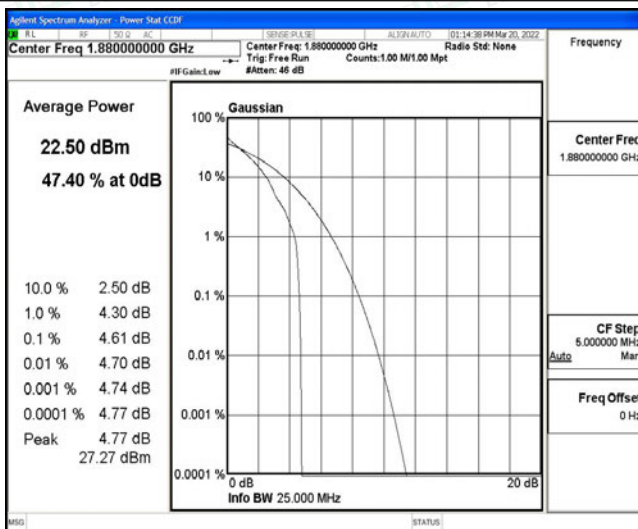 Agilent Spectrum Analyzer - Power Stat CCDF
RL RF 50 Ω AC SENSE:PULSE ALIGN AUTO 01:14:38 PM Mar 20, 2022
Center Freq 1.880000000 GHz
Center Freq: 1.880000000 GHz Radio Std: None
Trig: Free Run Counts:1.00 M/1.00 Mpt
#IFGain:Low #Atten: 46 dB
Frequency
Average Power
22.50 dBm
47.40 % at 0dB
10.0 % 2.50 dB
1.0 % 4.30 dB
0.1 % 4.61 dB
0.01 % 4.70 dB
0.001 % 4.74 dB
0.0001 % 4.77 dB
Peak 4.77 dB
27.27 dBm
Gaussian
100 %
10 %
1 %
0.1 %
0.01 %
0.001 %
0.0001 %
0 dB 20 dB
Info BW 25.000 MHz
Center Freq
1.880000000 GHz
CF Step
5.000000 MHz
Auto Man
Freq Offset
0 Hz
MSG STATUS